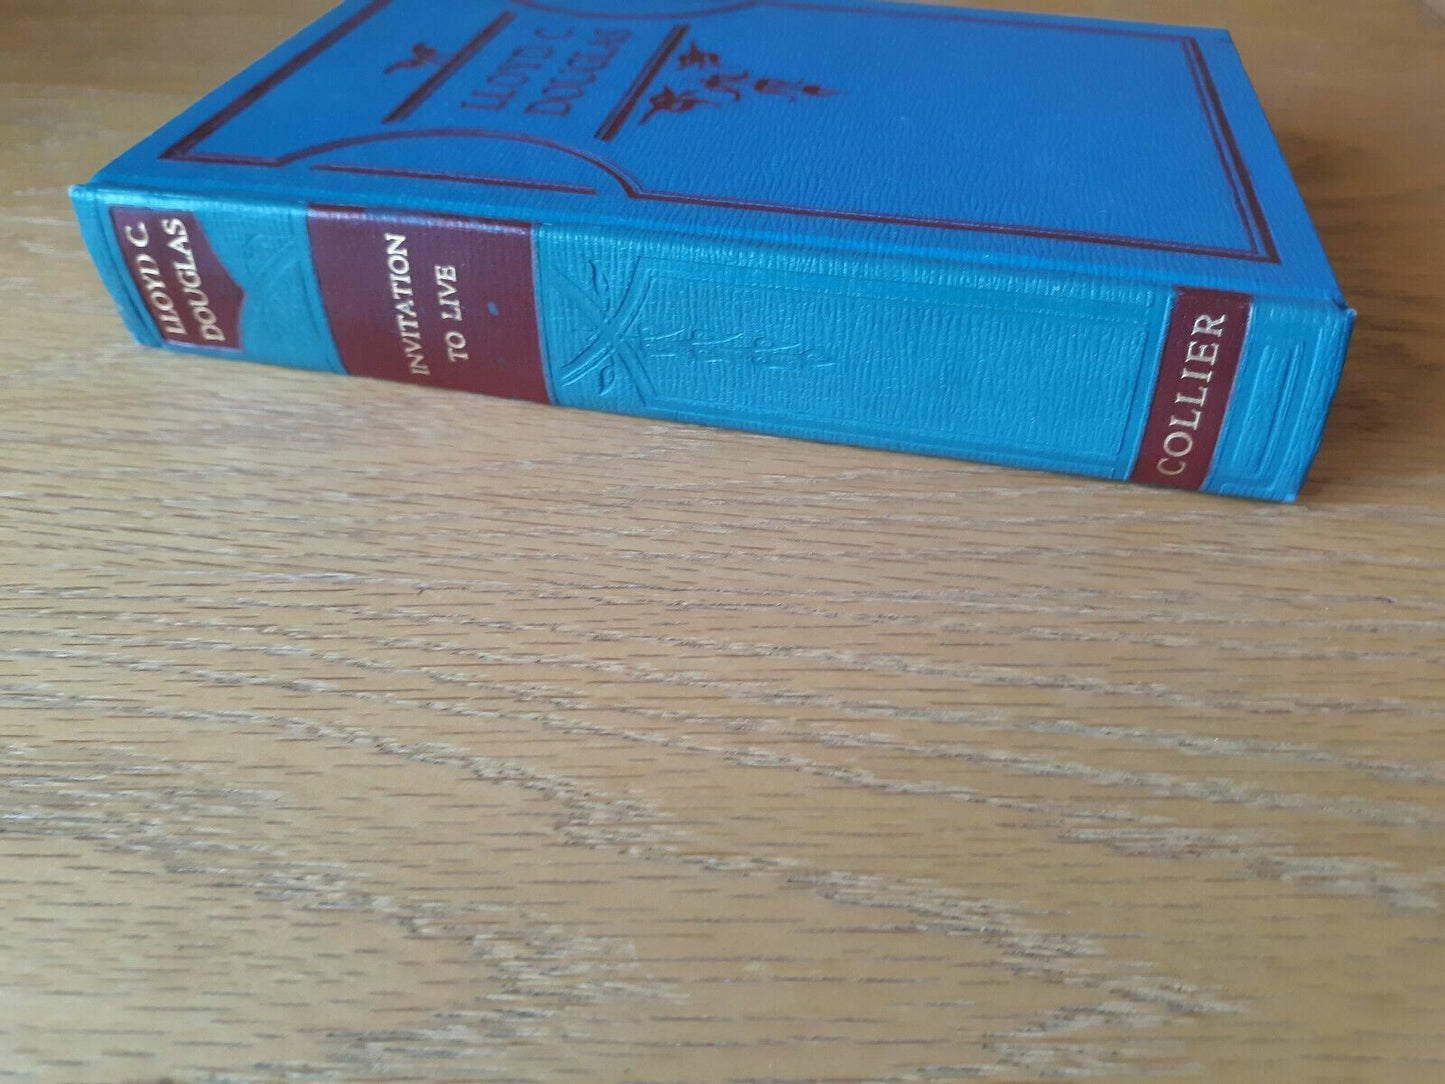 LLOYD C
DOUGLAS
LLOYD C.
DOUGLAS
INVITATION
TO LIVE
COLLIER